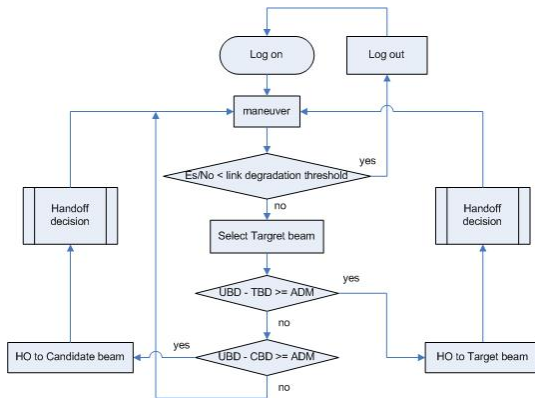 Log on
Log out
maneuver
yes
Es/No < link degradation threshold
no
Handoff
decision
Handoff
decision
Select Targret beam
yes
UBD - TBD >= ADM
no
yes
HO to Candidate beam
UBD - CBD >= ADM
HO to Target beam
no